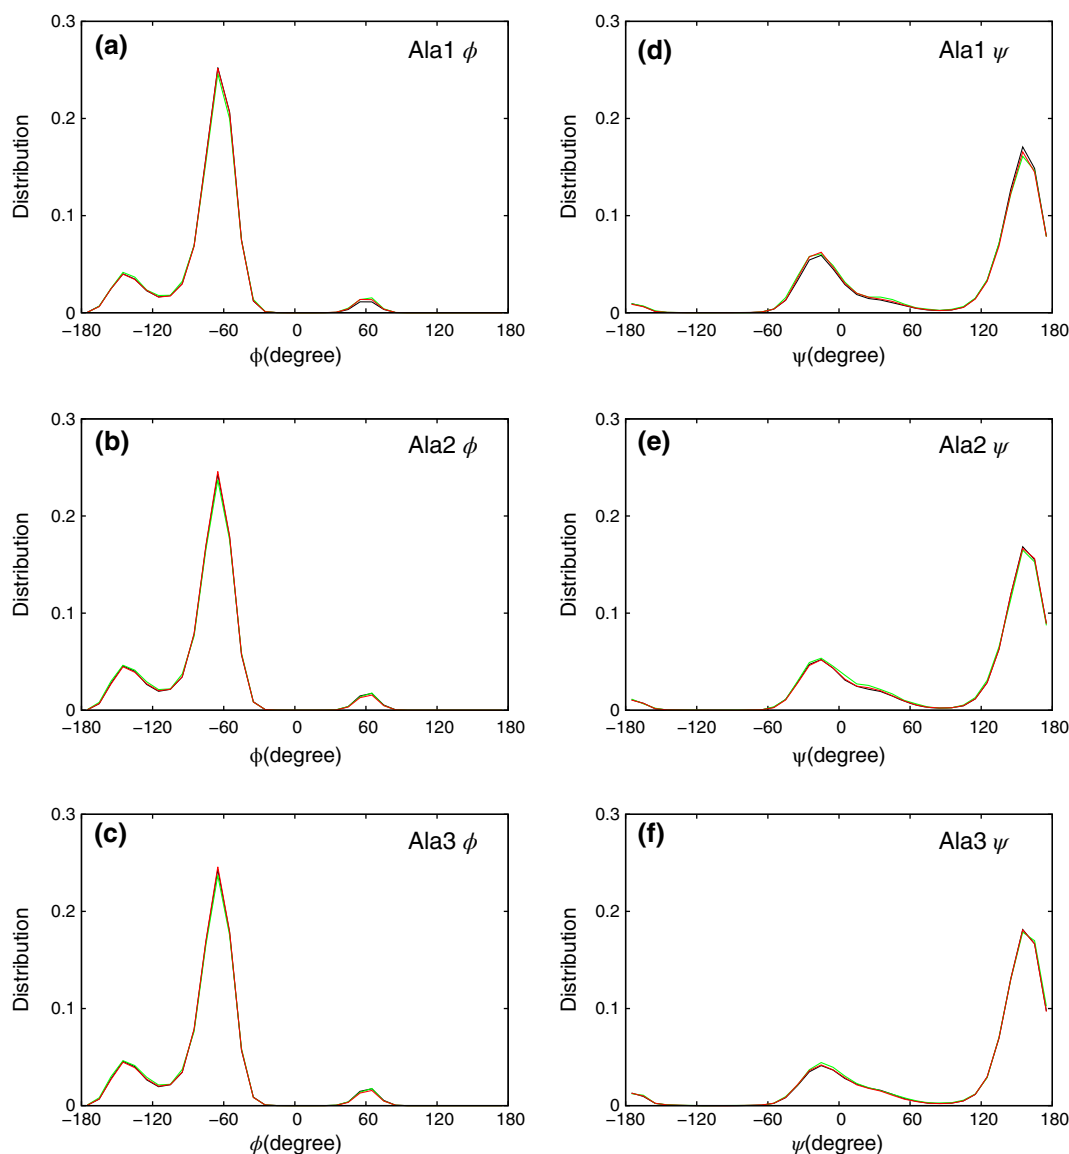 (a) Ala1 ϕ
0.3
0.2
0.1
0
Distribution
−180 −120 −60 0 60 120 180
ϕ(degree)
(d) Ala1 ψ
0.3
0.2
0.1
0
Distribution
−180 −120 −60 0 60 120 180
ψ(degree)
(b) Ala2 ϕ
0.3
0.2
0.1
0
Distribution
−180 −120 −60 0 60 120 180
ϕ(degree)
(e) Ala2 ψ
0.3
0.2
0.1
0
Distribution
−180 −120 −60 0 60 120 180
ψ(degree)
(c) Ala3 ϕ
0.3
0.2
0.1
0
Distribution
−180 −120 −60 0 60 120 180
ϕ(degree)
(f) Ala3 ψ
0.3
0.2
0.1
0
Distribution
−180 −120 −60 0 60 120 180
ψ(degree)